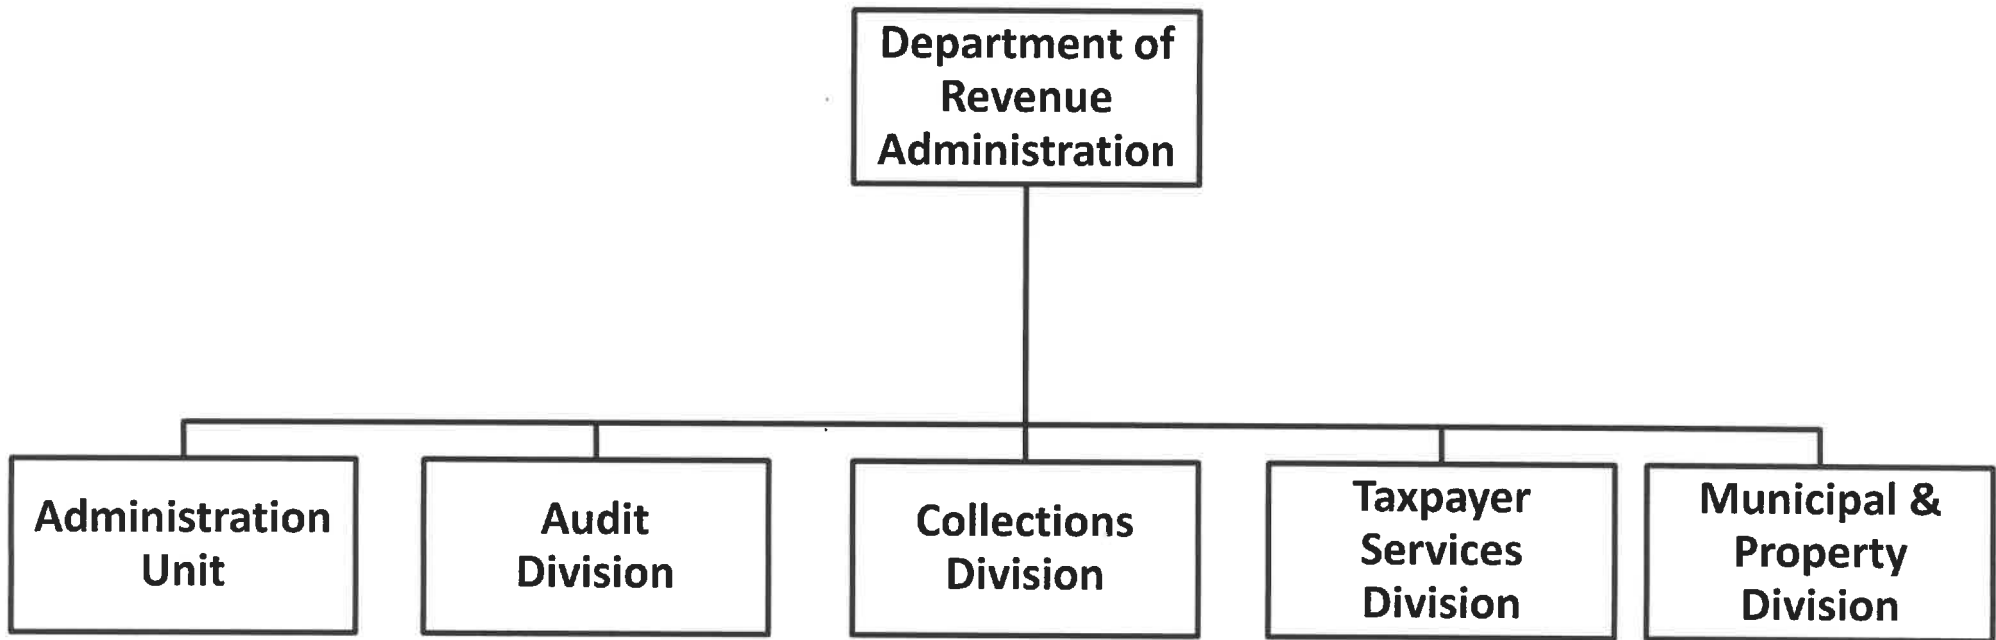 Department of
Revenue
Administration
Administration
Unit
Audit
Division
Collections
Division
Taxpayer
Services
Division
Municipal &
Property
Division